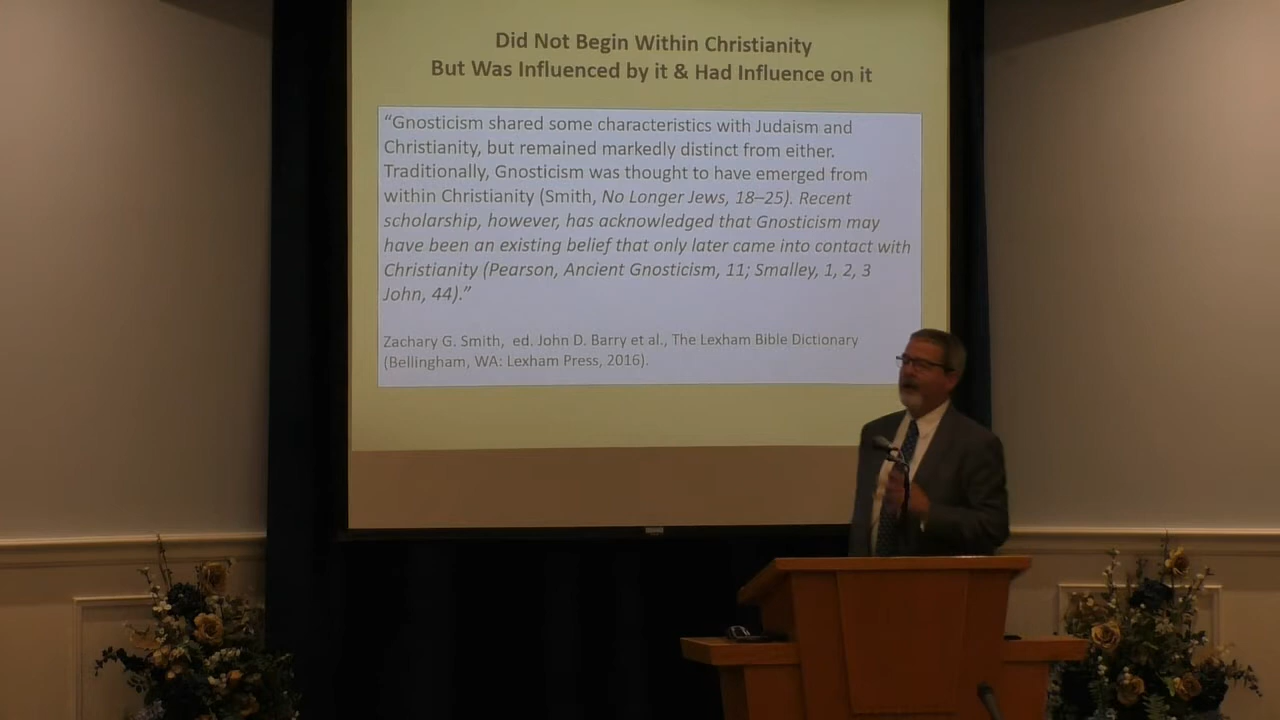 Did Not Begin Within Christianity
But Was Influenced by it & Had Influence on it
“Gnosticism shared some characteristics with Judaism and
Christianity, but remained markedly distinct from either.
Traditionally, Gnosticism was thought to have emerged from
within Christianity (Smith, No Longer Jews, 18–25). Recent
scholarship, however, has acknowledged that Gnosticism may
have been an existing belief that only later came into contact with
Christianity (Pearson, Ancient Gnosticism, 11; Smalley, 1, 2, 3
John, 44).”
Zachary G. Smith, ed. John D. Barry et al., The Lexham Bible Dictionary
(Bellingham, WA: Lexham Press, 2016).